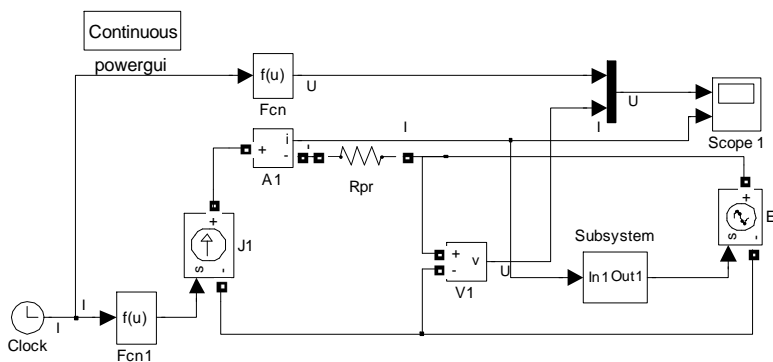 Continuous
powergui
f(u)
Fcn
U
U
I
Scope 1
I
i
+
-
A1
Rpr
+
J1
s
-
+
-
v
V1
U
Subsystem
In1 Out1
+
s
-
E
I
I
Clock
f(u)
Fcn1